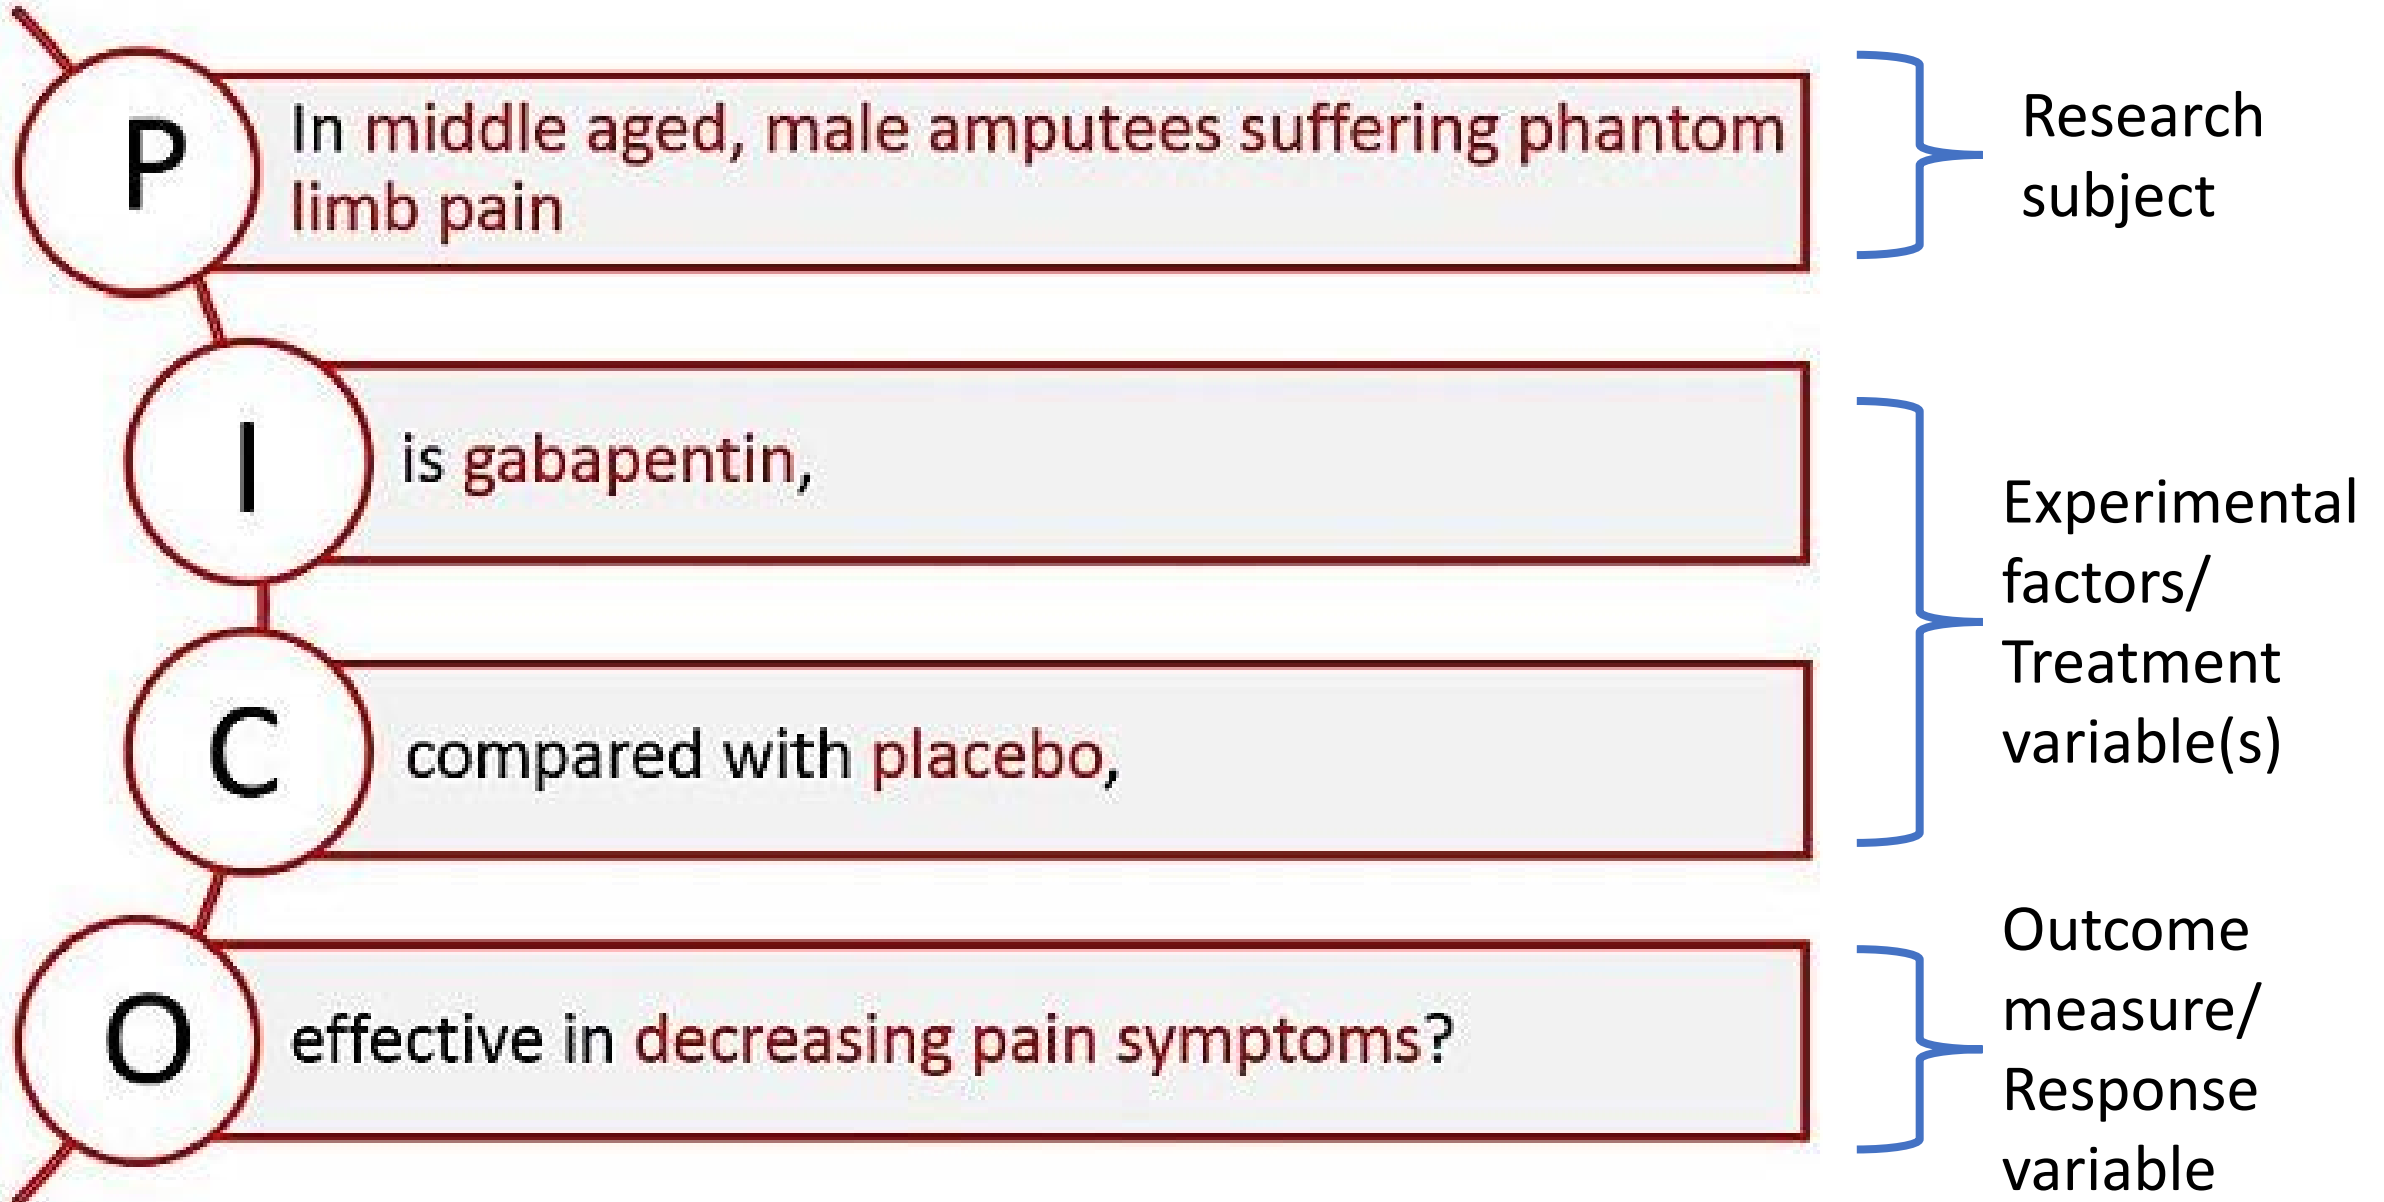 P
In middle aged, male amputees suffering phantom
limb pain
Research
subject
I
is gabapentin,
C
compared with placebo,
Experimental
factors/
Treatment
variable(s)
O
effective in decreasing pain symptoms?
Outcome
measure/
Response
variable